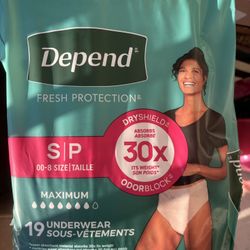 Depend
FRESH PROTECTION®
DRYSHIELD™
ABSORBS
ABSORBE
30x
ITS WEIGHT*
SON POIDS*
ODORBLOCK®
S|P
00-8 SIZE|TAILLE
MAXIMUM
19 UNDERWEAR
SOUS-VÊTEMENTS